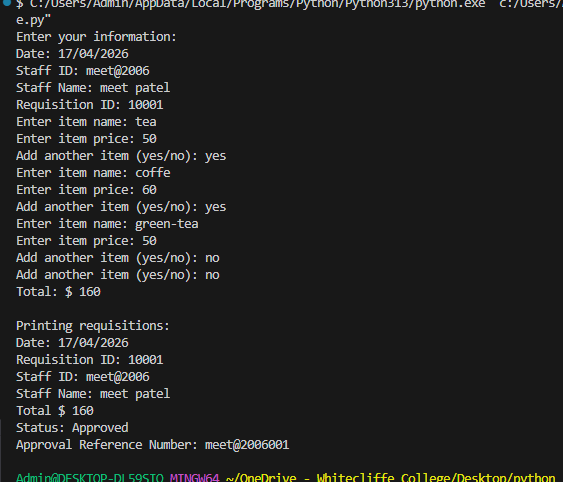 $ C:/Users/Admin/AppData/Local/Programs/Python/Python313/python.exe "c:/Users/
e.py"
Enter your information:
Date: 17/04/2026
Staff ID: meet@2006
Staff Name: meet patel
Requisition ID: 10001
Enter item name: tea
Enter item price: 50
Add another item (yes/no): yes
Enter item name: coffe
Enter item price: 60
Add another item (yes/no): yes
Enter item name: green-tea
Enter item price: 50
Add another item (yes/no): no
Add another item (yes/no): no
Total: $ 160
Printing requisitions:
Date: 17/04/2026
Requisition ID: 10001
Staff ID: meet@2006
Staff Name: meet patel
Total $ 160
Status: Approved
Approval Reference Number: meet@2006001
Admin@DESKTOP-DL59STO MINGW64 ~/OneDrive - Whitecliffe College/Desktop/python